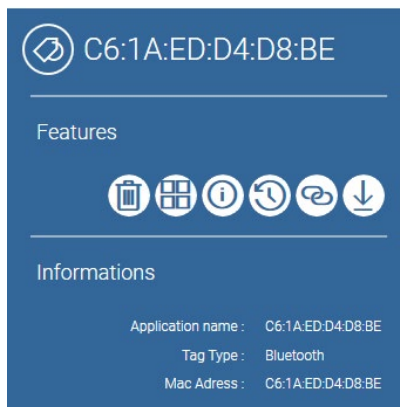 C6:1A:ED:D4:D8:BE
Features
Informations
Application name : C6:1A:ED:D4:D8:BE
Tag Type : Bluetooth
Mac Adress : C6:1A:ED:D4:D8:BE